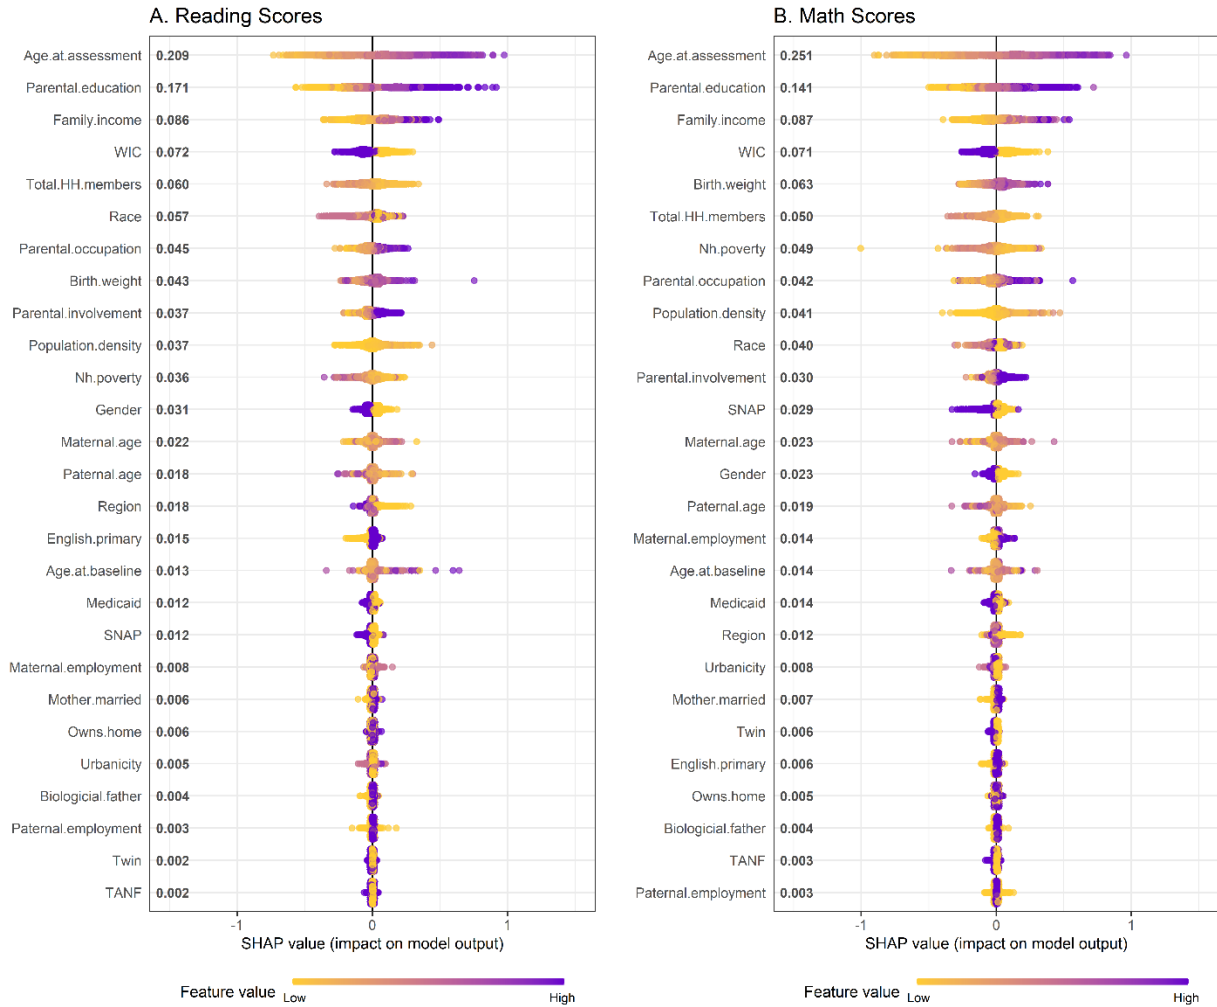 A. Reading Scores
Age.at.assessment 0.209
Parental.education 0.171
Family.income 0.086
WIC 0.072
Total.HH.members 0.060
Race 0.057
Parental.occupation 0.045
Birth.weight 0.043
Parental.involvement 0.037
Population.density 0.037
Nh.poverty 0.036
Gender 0.031
Maternal.age 0.022
Paternal.age 0.018
Region 0.018
English.primary 0.015
Age.at.baseline 0.013
Medicaid 0.012
SNAP 0.012
Maternal.employment 0.008
Mother.married 0.006
Owns.home 0.006
Urbanicity 0.005
Biologicial.father 0.004
Paternal.employment 0.003
Twin 0.002
TANF 0.002
-1 0 1
SHAP value (impact on model output)
Feature value
Low High
B. Math Scores
Age.at.assessment 0.251
Parental.education 0.141
Family.income 0.087
WIC 0.071
Birth.weight 0.063
Total.HH.members 0.050
Nh.poverty 0.049
Parental.occupation 0.042
Population.density 0.041
Race 0.040
Parental.involvement 0.030
SNAP 0.029
Maternal.age 0.023
Gender 0.023
Paternal.age 0.019
Maternal.employment 0.014
Age.at.baseline 0.014
Medicaid 0.014
Region 0.012
Urbanicity 0.008
Mother.married 0.007
Twin 0.006
English.primary 0.006
Owns.home 0.005
Biologicial.father 0.004
TANF 0.003
Paternal.employment 0.003
-1 0 1
SHAP value (impact on model output)
Feature value
Low High